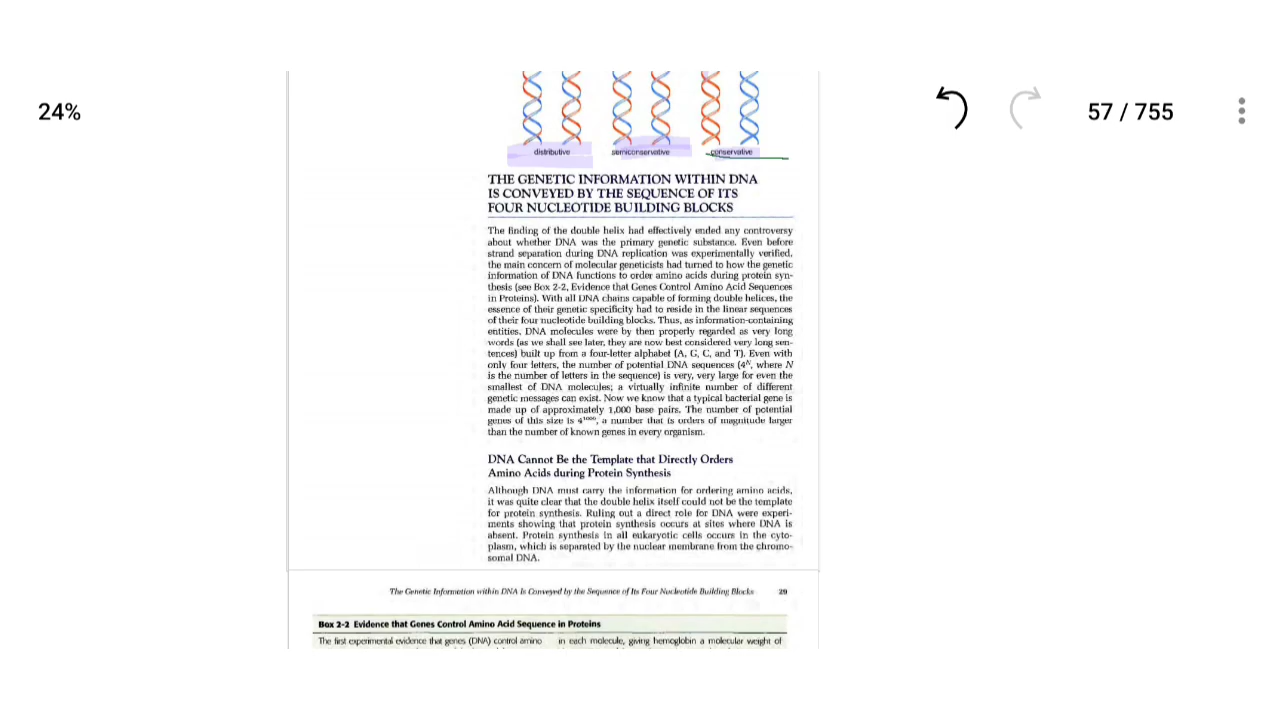 24%
57 / 755
distributive semiconservative conservative
THE GENETIC INFORMATION WITHIN DNA
IS CONVEYED BY THE SEQUENCE OF ITS
FOUR NUCLEOTIDE BUILDING BLOCKS
The finding of the double helix had effectively ended any controversy
about whether DNA was the primary genetic substance. Even before
strand separation during DNA replication was experimentally verified,
the main concern of molecular geneticists had turned to how the genetic
information of DNA functions to order amino acids during protein syn-
thesis (see Box 2-2, Evidence that Genes Control Amino Acid Sequences
in Proteins). With all DNA chains capable of forming double helices, the
essence of their genetic specificity had to reside in the linear sequences
of their four nucleotide building blocks. Thus, as information-containing
entities, DNA molecules were by then properly regarded as very long
words (as we shall see later, they are now best considered very long sen-
tences) built up from a four-letter alphabet (A, G, C, and T). Even with
only four letters, the number of potential DNA sequences (4ᴺ, where N
is the number of letters in the sequence) is very, very large for even the
smallest of DNA molecules; a virtually infinite number of different
genetic messages can exist. Now we know that a typical bacterial gene is
made up of approximately 1,000 base pairs. The number of potential
genes of this size is 4¹⁰⁰⁰, a number that is orders of magnitude larger
than the number of known genes in every organism.
DNA Cannot Be the Template that Directly Orders
Amino Acids during Protein Synthesis
Although DNA must carry the information for ordering amino acids,
it was quite clear that the double helix itself could not be the template
for protein synthesis. Ruling out a direct role for DNA were experi-
ments showing that protein synthesis occurs at sites where DNA is
absent. Protein synthesis in all eukaryotic cells occurs in the cyto-
plasm, which is separated by the nuclear membrane from the chromo-
somal DNA.
The Genetic Information within DNA Is Conveyed by the Sequence of Its Four Nucleotide Building Blocks 29
Box 2-2 Evidence that Genes Control Amino Acid Sequence in Proteins
The first experimental evidence that genes (DNA) control amino
in each molecule, giving hemoglobin a molecular weight of